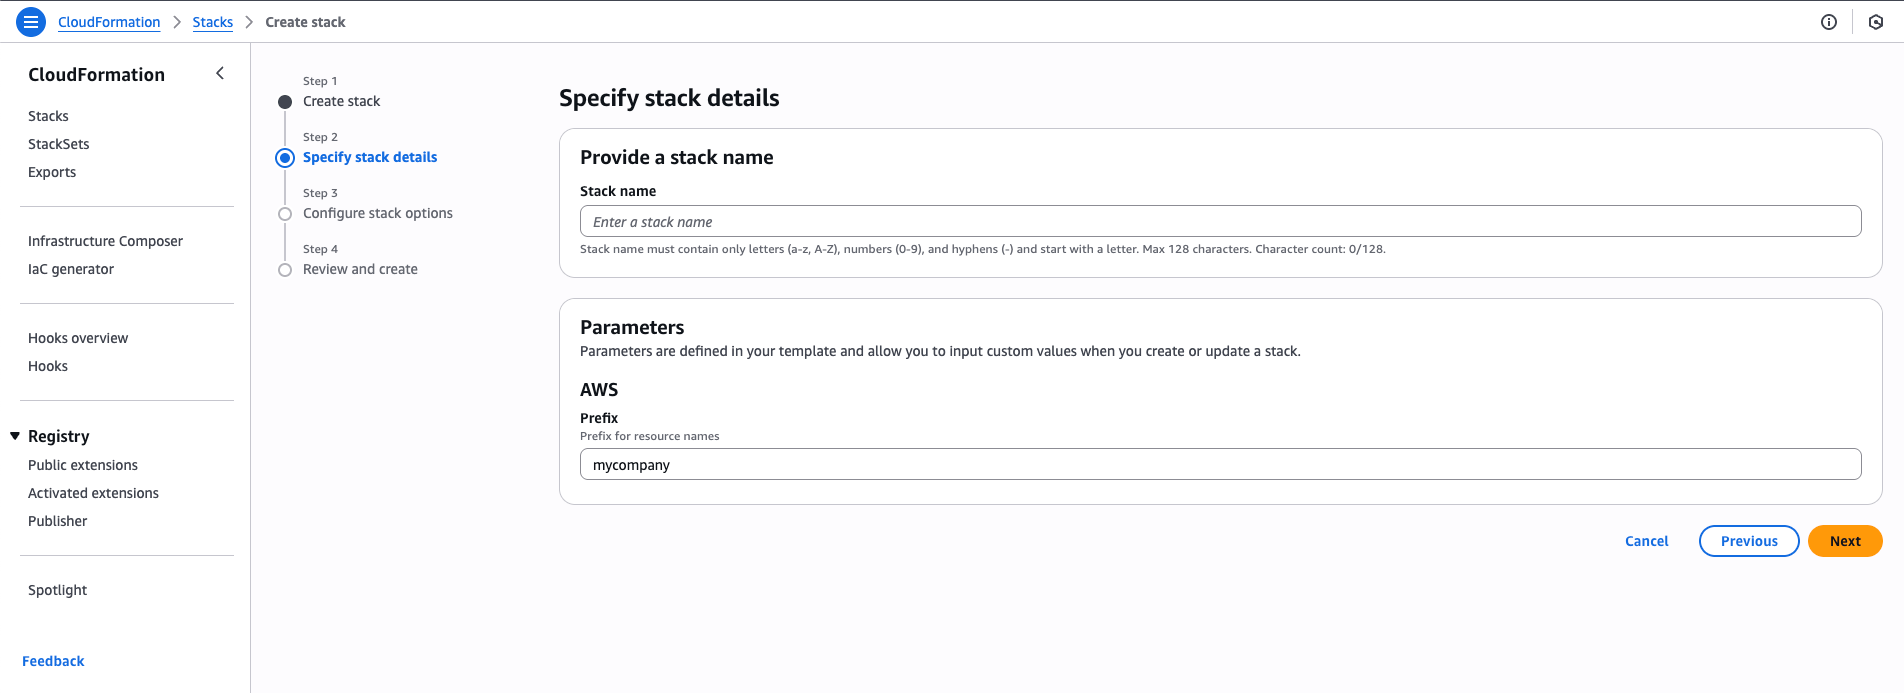 CloudFormation > Stacks > Create stack
CloudFormation
Stacks
StackSets
Exports
Infrastructure Composer
IaC generator
Hooks overview
Hooks
Registry
Public extensions
Activated extensions
Publisher
Spotlight
Feedback
Step 1
Create stack
Step 2
Specify stack details
Step 3
Configure stack options
Step 4
Review and create
Specify stack details
Provide a stack name
Stack name
Enter a stack name
Stack name must contain only letters (a-z, A-Z), numbers (0-9), and hyphens (-) and start with a letter. Max 128 characters. Character count: 0/128.
Parameters
Parameters are defined in your template and allow you to input custom values when you create or update a stack.
AWS
Prefix
Prefix for resource names
mycompany
Cancel Previous Next